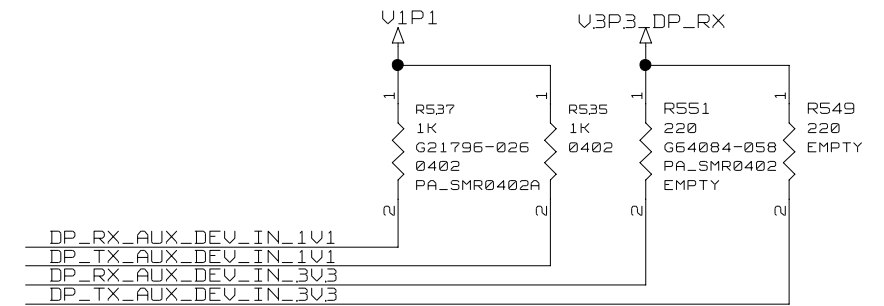 V1P1
V3P3_DP_RX
1
R537
1K
G21796-026
0402
PA_SMR0402A
2
1
R535
1K
0402
2
1
R551
220
G64084-058
PA_SMR0402
EMPTY
2
1
R549
220
EMPTY
2
DP_RX_AUX_DEV_IN_1V1
DP_TX_AUX_DEV_IN_1V1
DP_RX_AUX_DEV_IN_3V3
DP_TX_AUX_DEV_IN_3V3